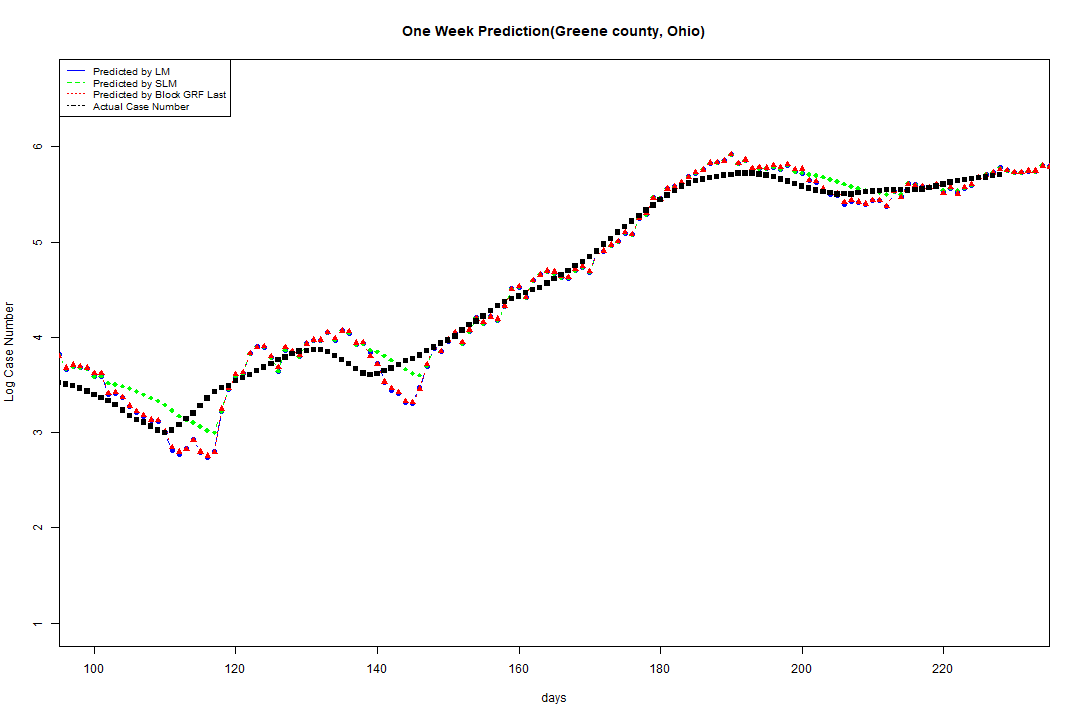 One Week Prediction(Greene county, Ohio)
Predicted by LM
Predicted by SLM
Predicted by Block GRF Last
Actual Case Number
6
5
4
3
2
1
Log Case Number
100 120 140 160 180 200 220
days